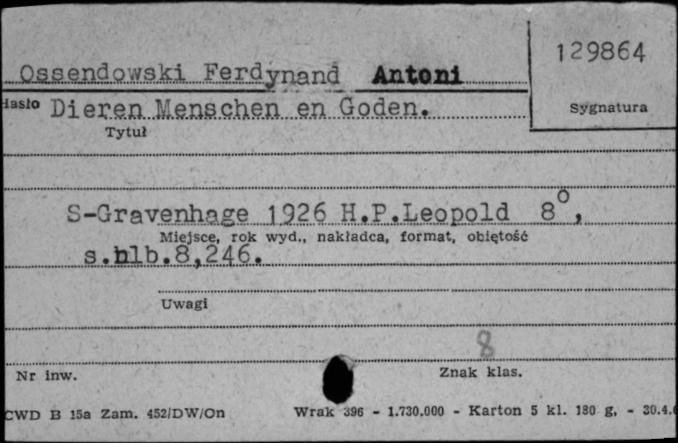 129864
Ossendowski Ferdynand Antoni
Hasło Dieren Menschen en Goden.
Sygnatura
Tytuł
S-Gravenhage 1926 H.P.Leopold 8°,
Miejsce, rok wyd., nakładca, format, objętość
s.nlb.8,246.
Uwagi
8
Nr inw.
Znak klas.
CWD B 15a Zam. 452/DW/On Wrak 396 - 1.730.000 - Karton 5 kl. 180 g, - 30.4.